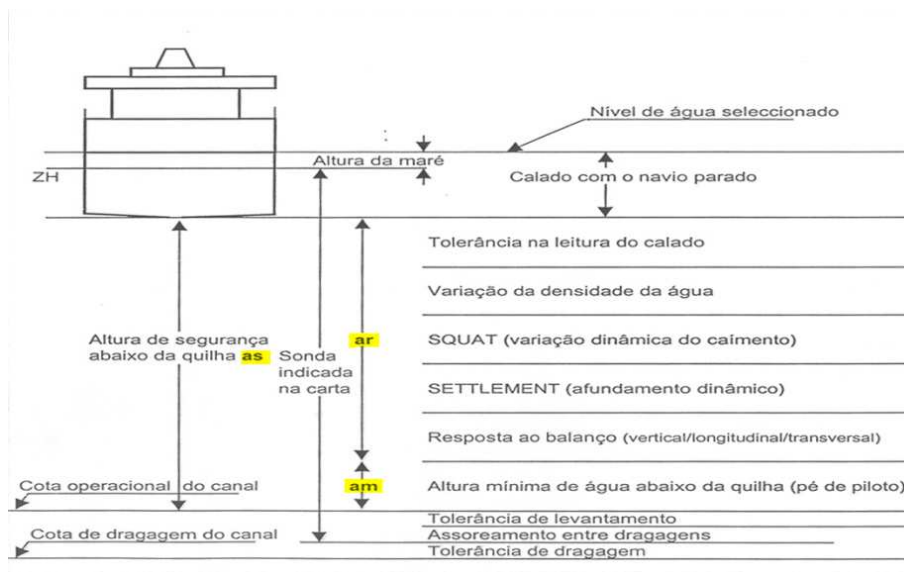 Nível de água seleccionado
Altura da maré
ZH
Calado com o navio parado
Tolerância na leitura do calado
Variação da densidade da água
Altura de segurança
abaixo da quilha as
Sonda
indicada
na carta
ar
SQUAT (variação dinâmica do caímento)
SETTLEMENT (afundamento dinâmico)
Resposta ao balanço (vertical/longitudinal/transversal)
Cota operacional do canal
am
Altura mínima de água abaixo da quilha (pé de piloto)
Tolerância de levantamento
Cota de dragagem do canal
Assoreamento entre dragagens
Tolerância de dragagem